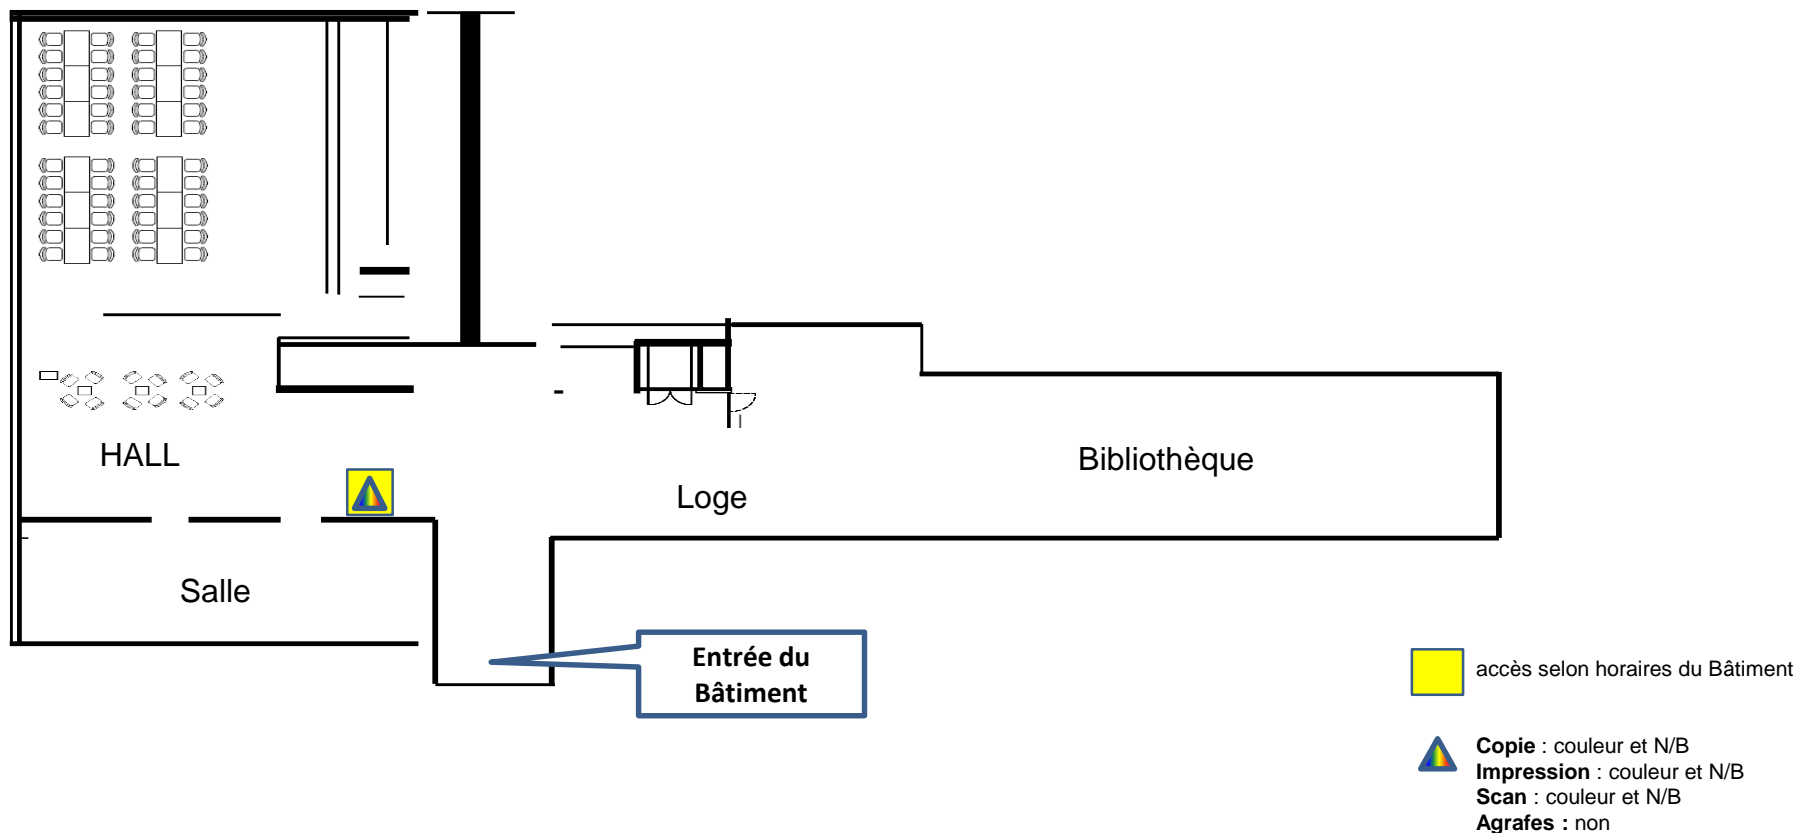 HALL
Bibliothèque
Loge
Salle
Entrée du
Bâtiment
accès selon horaires du Bâtiment
Copie : couleur et N/B
Impression : couleur et N/B
Scan : couleur et N/B
Agrafes : non